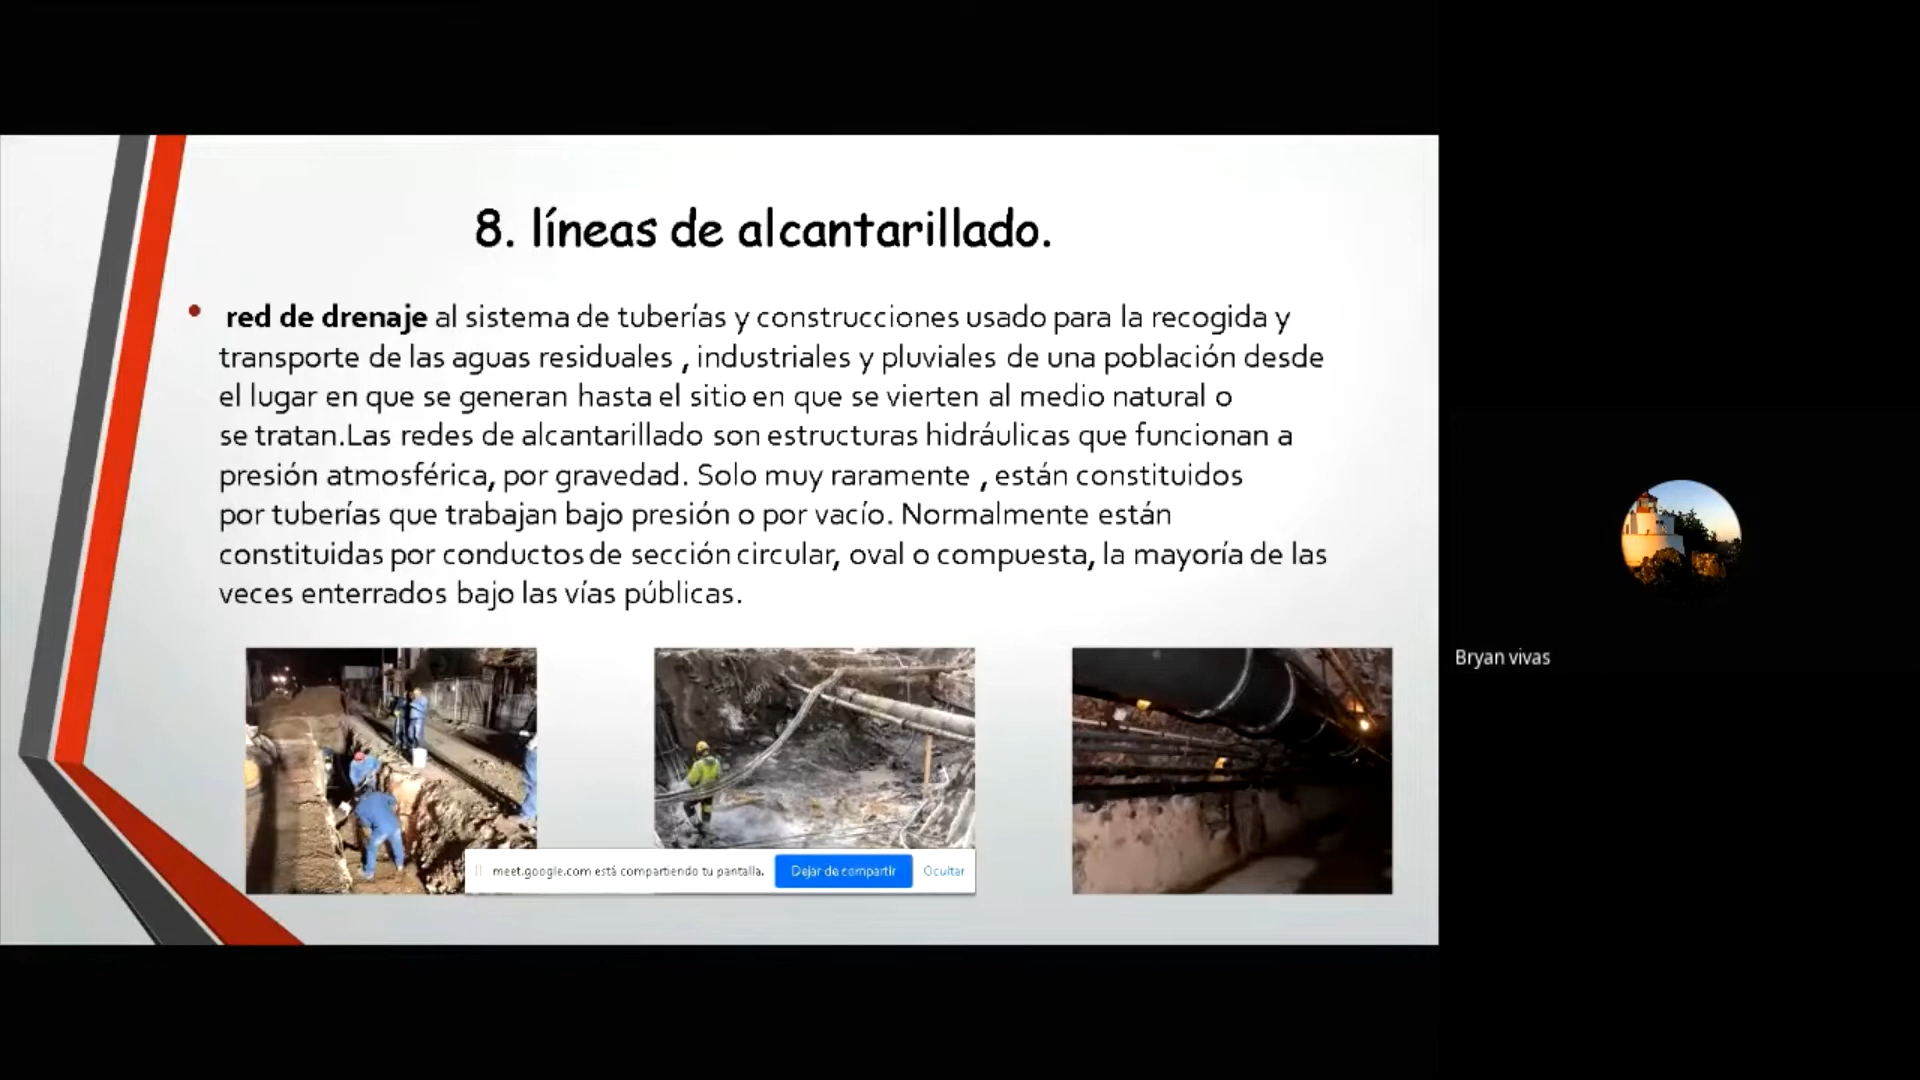 8. líneas de alcantarillado.
red de drenaje al sistema de tuberías y construcciones usado para la recogida y
transporte de las aguas residuales , industriales y pluviales de una población desde
el lugar en que se generan hasta el sitio en que se vierten al medio natural o
se tratan.Las redes de alcantarillado son estructuras hidráulicas que funcionan a
presión atmosférica, por gravedad. Solo muy raramente , están constituidos
por tuberías que trabajan bajo presión o por vacío. Normalmente están
constituidas por conductos de sección circular, oval o compuesta, la mayoría de las
veces enterrados bajo las vías públicas.
Bryan vivas
meet.google.com está compartiendo tu pantalla.
Dejar de compartir
Ocultar